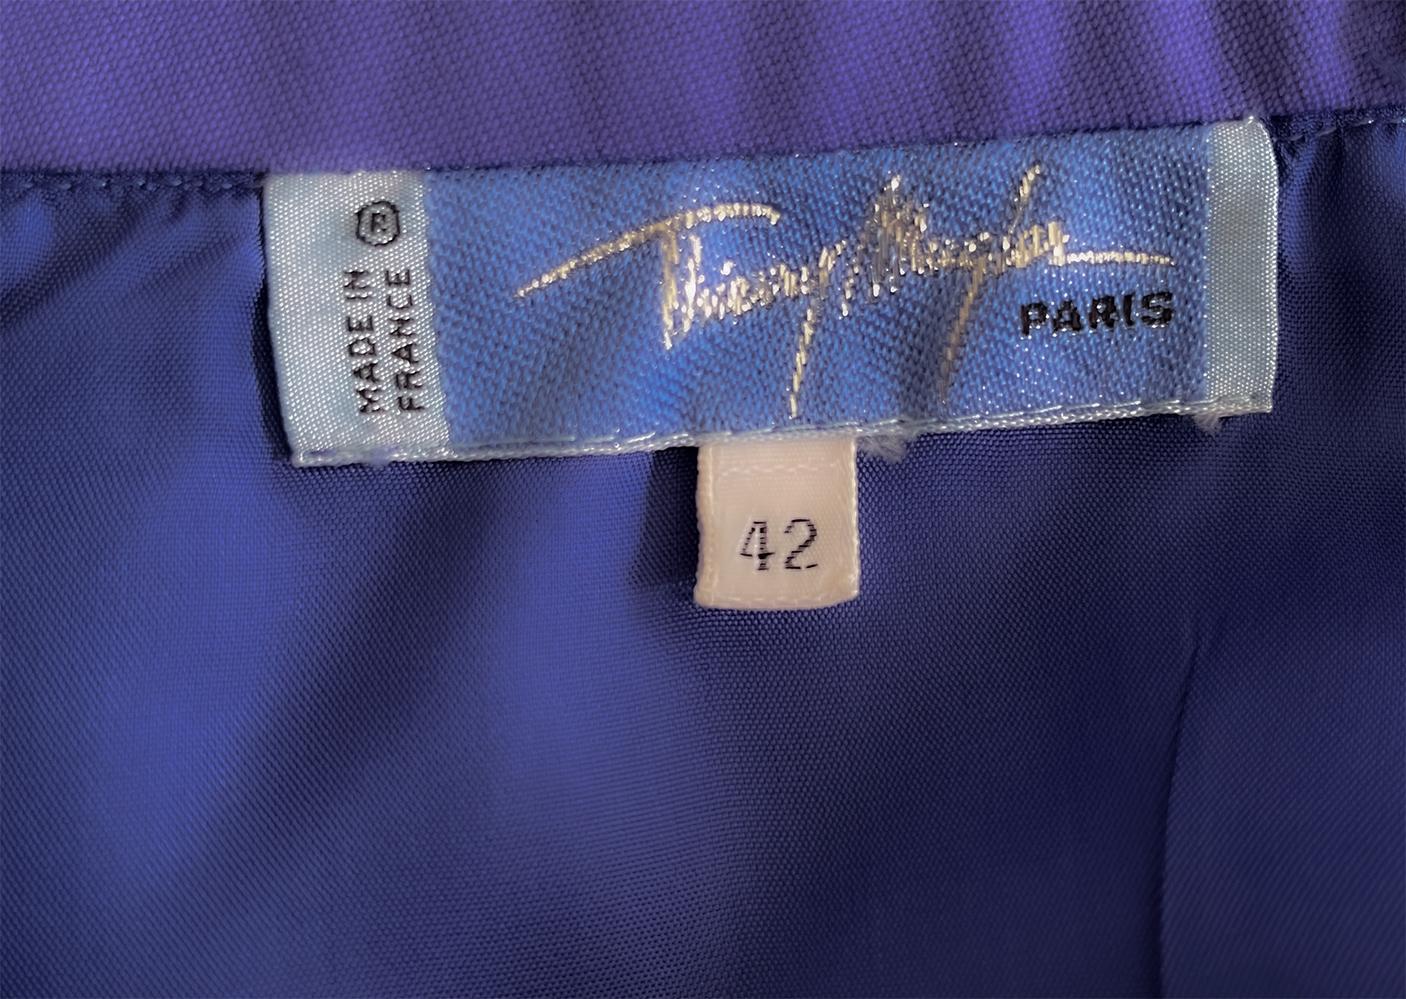 ®
MADE IN
FRANCE
Thierry Mugler
PARIS
42